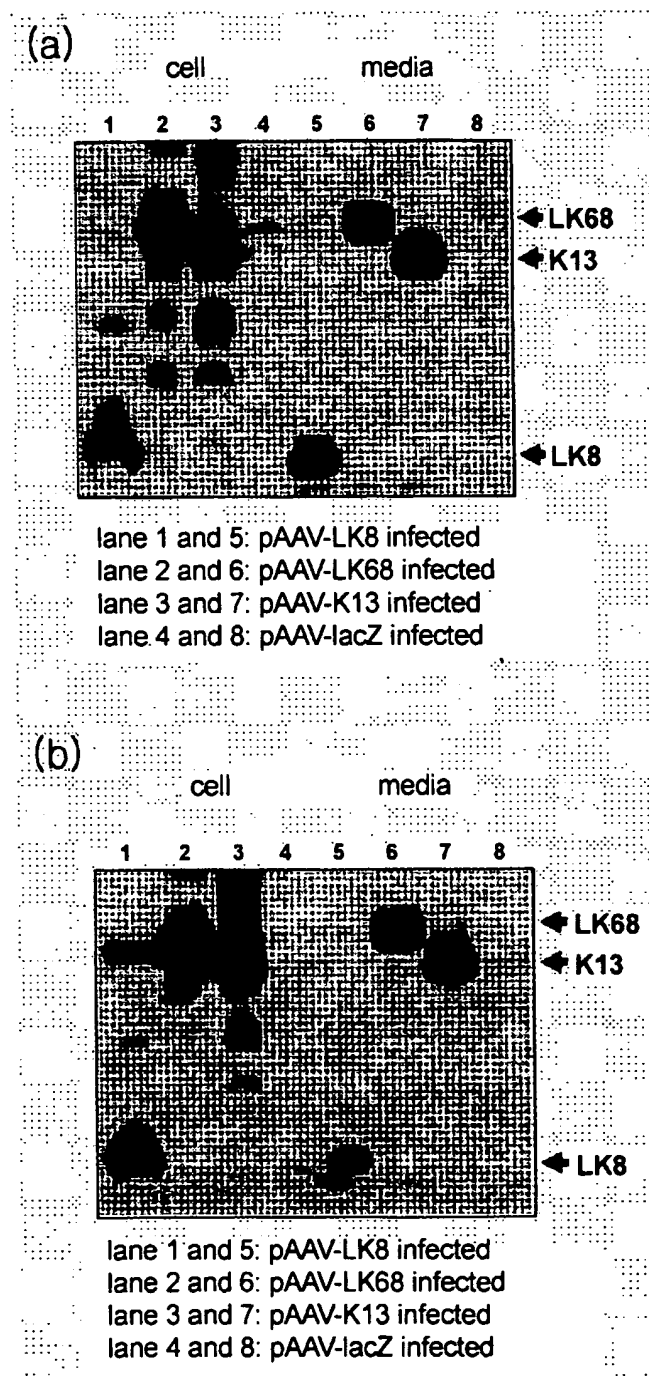 (a)
cell media
1 2 3 4 5 6 7 8
LK68
K13
LK8
lane 1 and 5: pAAV-LK8 infected
lane 2 and 6: pAAV-LK68 infected
lane 3 and 7: pAAV-K13 infected
lane 4 and 8: pAAV-lacZ infected
(b)
cell media
1 2 3 4 5 6 7 8
LK68
K13
LK8
lane 1 and 5: pAAV-LK8 infected
lane 2 and 6: pAAV-LK68 infected
lane 3 and 7: pAAV-K13 infected
lane 4 and 8: pAAV-lacZ infected